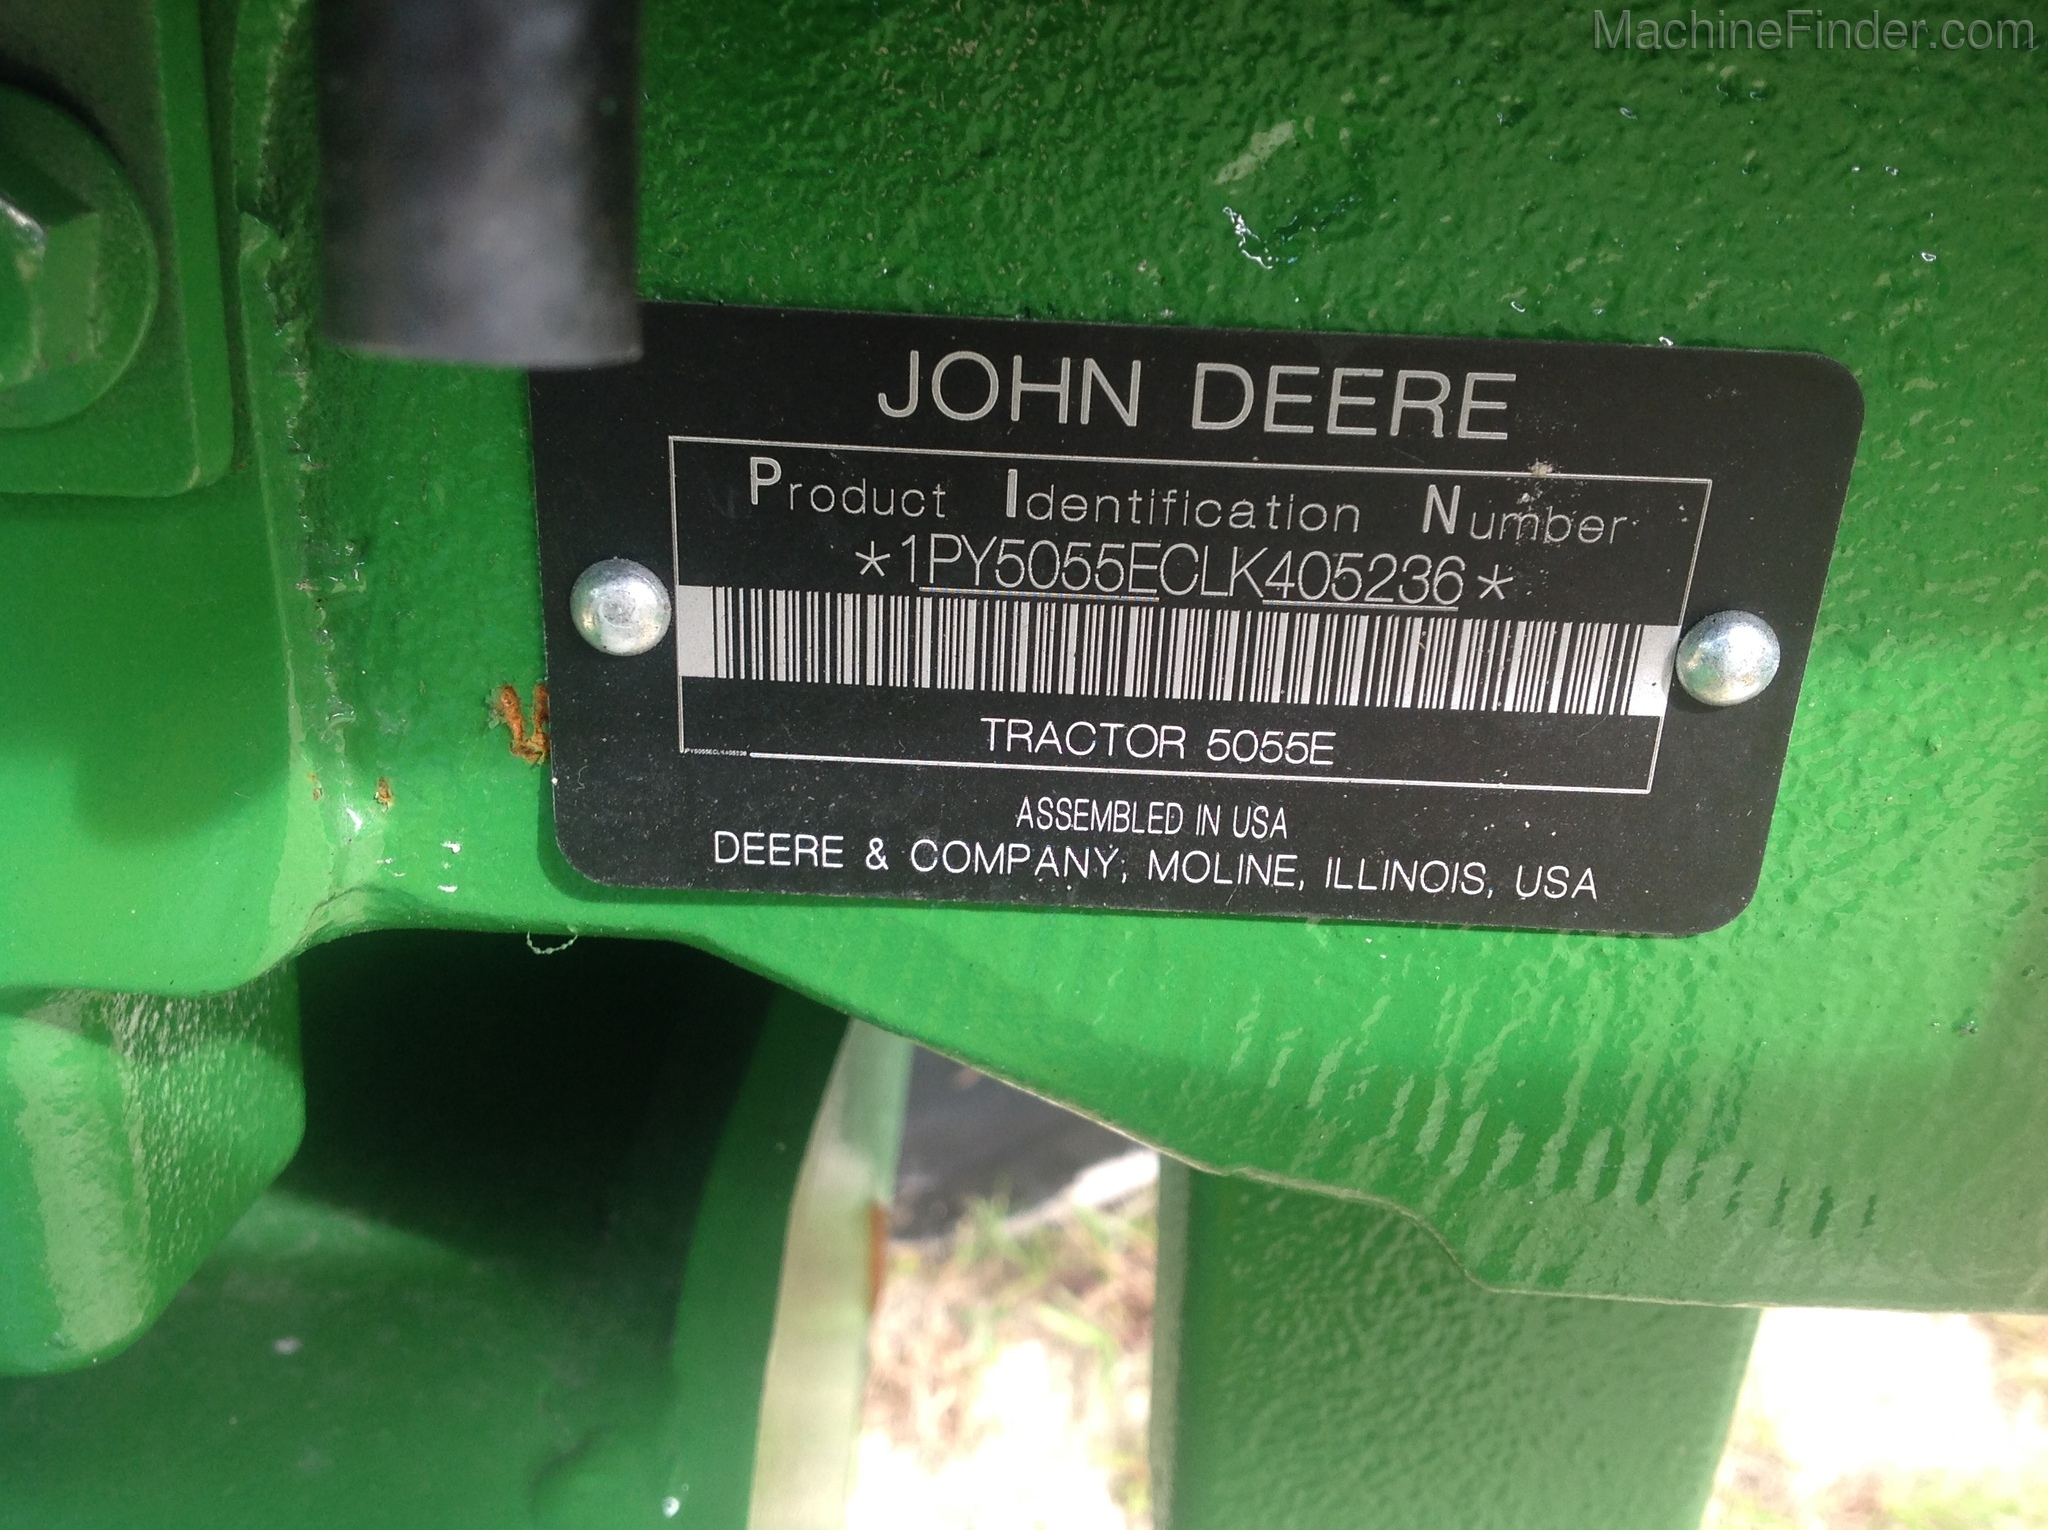 MachineFinder.com
JOHN DEERE
Product Identification Number
*1PY5055ECLK405236*
TRACTOR 5055E
ASSEMBLED IN USA
DEERE & COMPANY, MOLINE, ILLINOIS, USA